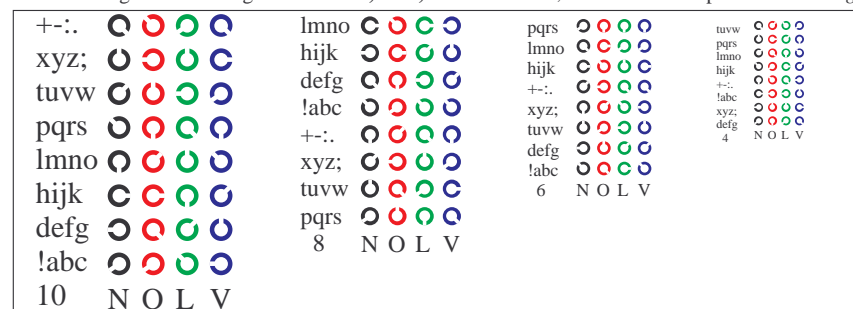 +-:.
xyz;
tuvw
pqrs
lmno
hijk
defg
!abc
10 N O L V
lmno
hijk
defg
!abc
+-:.
xyz;
tuvw
pqrs
8 N O L V
pqrs
lmno
hijk
+-:.
xyz;
tuvw
defg
!abc
6 N O L V
tuvw
pqrs
lmno
hijk
+-:.
!abc
xyz;
defg
4 N O L V